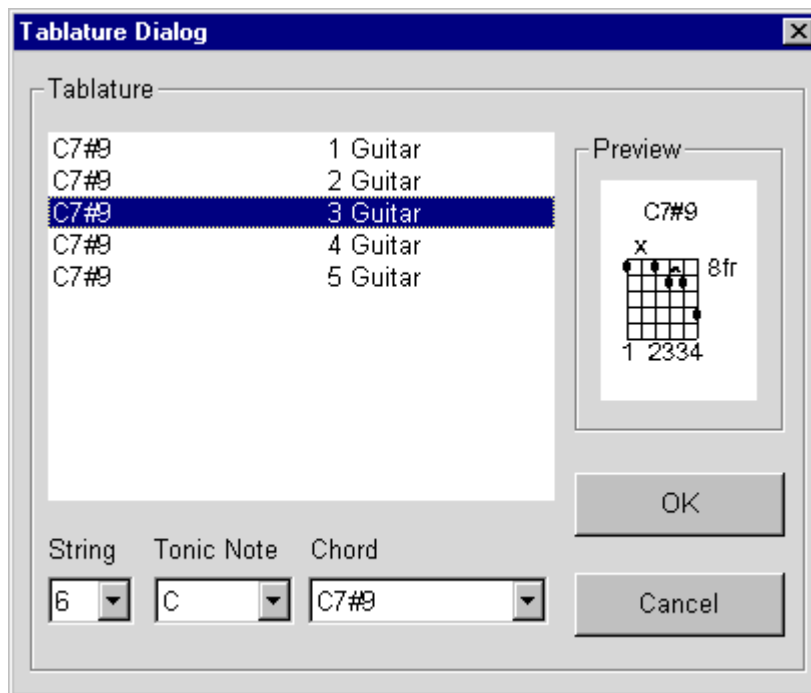 Tablature Dialog
Tablature
C7#9 1 Guitar
C7#9 2 Guitar
C7#9 3 Guitar
C7#9 4 Guitar
C7#9 5 Guitar
Preview
C7#9
x
8fr
1 2334
OK
String Tonic Note Chord
6 C C7#9
Cancel